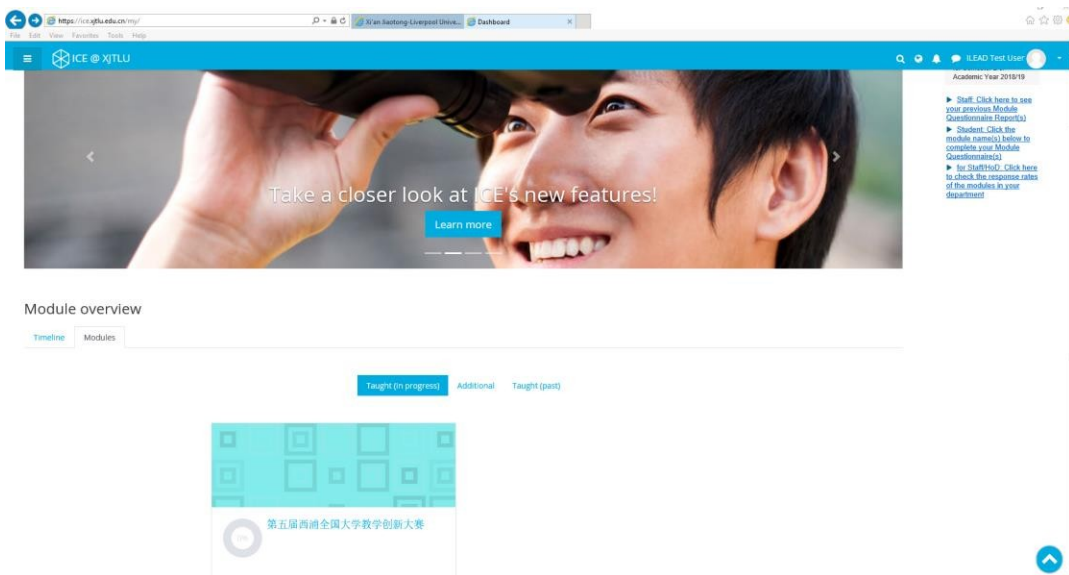 https://ice.xjtlu.edu.cn/my/
Xi'an Jiaotong-Liverpool Unive...
Dashboard
File Edit View Favorites Tools Help
ICE @ XJTLU
ILEAD Test User
Academic Year 2018/19
Staff: Click here to see
your previous Module
Questionnaire Report(s)
Student: Click the
module name(s) below to
complete your Module
Questionnaire(s)
for Staff/HoD: Click here
to check the response rates
of the modules in your
department
Take a closer look at ICE's new features!
Learn more
Module overview
Timeline Modules
Taught (in progress) Additional Taught (past)
第五届西浦全国大学教学创新大赛
0%